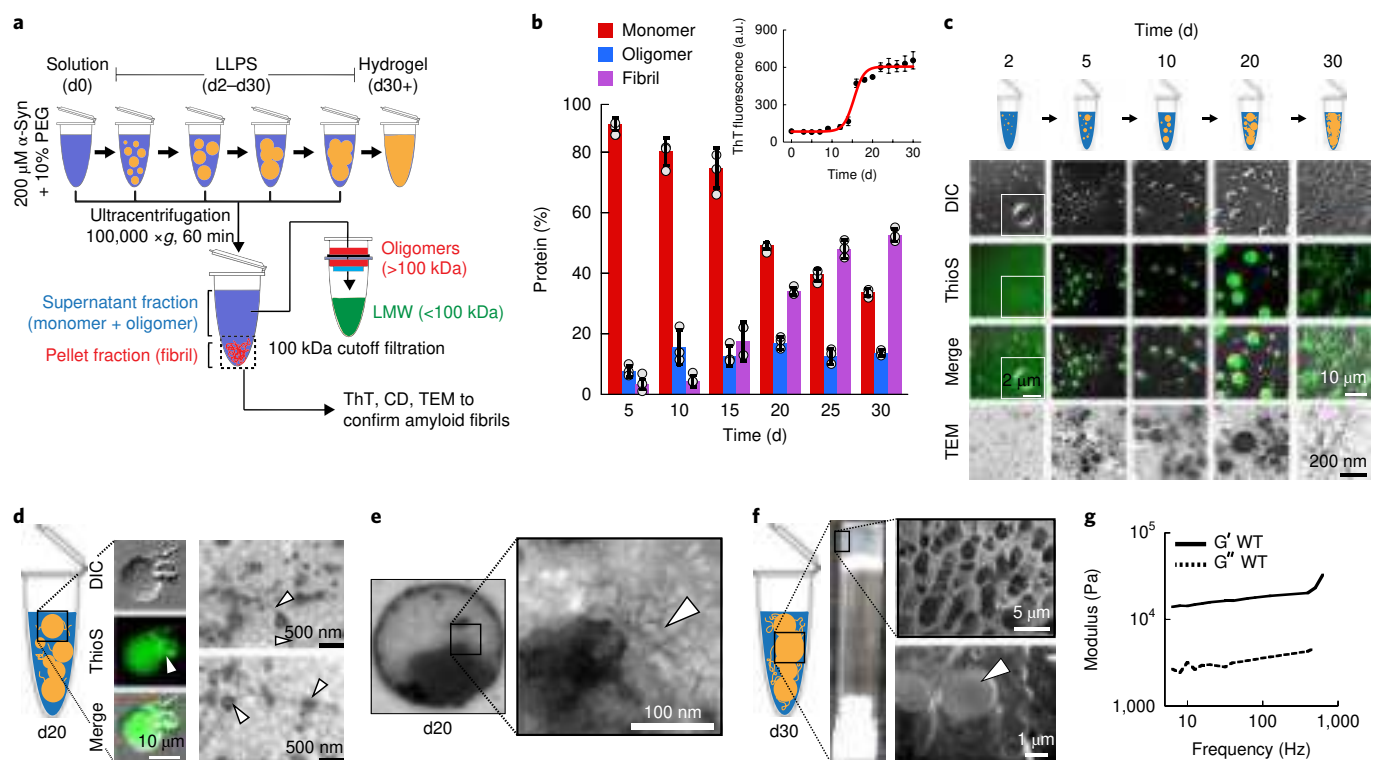 a
Solution
(d0)
LLPS
(d2–d30)
Hydrogel
(d30+)
200 μM α-Syn
+ 10% PEG
Ultracentrifugation
100,000 ×g, 60 min
Oligomers
(>100 kDa)
Supernatant fraction
(monomer + oligomer)
LMW (<100 kDa)
Pellet fraction (fibril)
100 kDa cutoff filtration
ThT, CD, TEM to
confirm amyloid fibrils
b
Monomer
Oligomer
Fibril
Protein (%)
100
80
60
40
20
0
5 10 15 20 25 30
Time (d)
ThT fluorescence (a.u.)
900
600
300
0
0 10 20 30
Time (d)
c
Time (d)
2 5 10 20 30
DIC
ThioS
Merge
2 μm
10 μm
TEM
200 nm
d
DIC
ThioS
Merge
10 μm
d20
500 nm
500 nm
e
d20
100 nm
f
d30
5 μm
1 μm
g
Modulus (Pa)
10⁵
10⁴
1,000
G′ WT
G″ WT
10 100 1,000
Frequency (Hz)